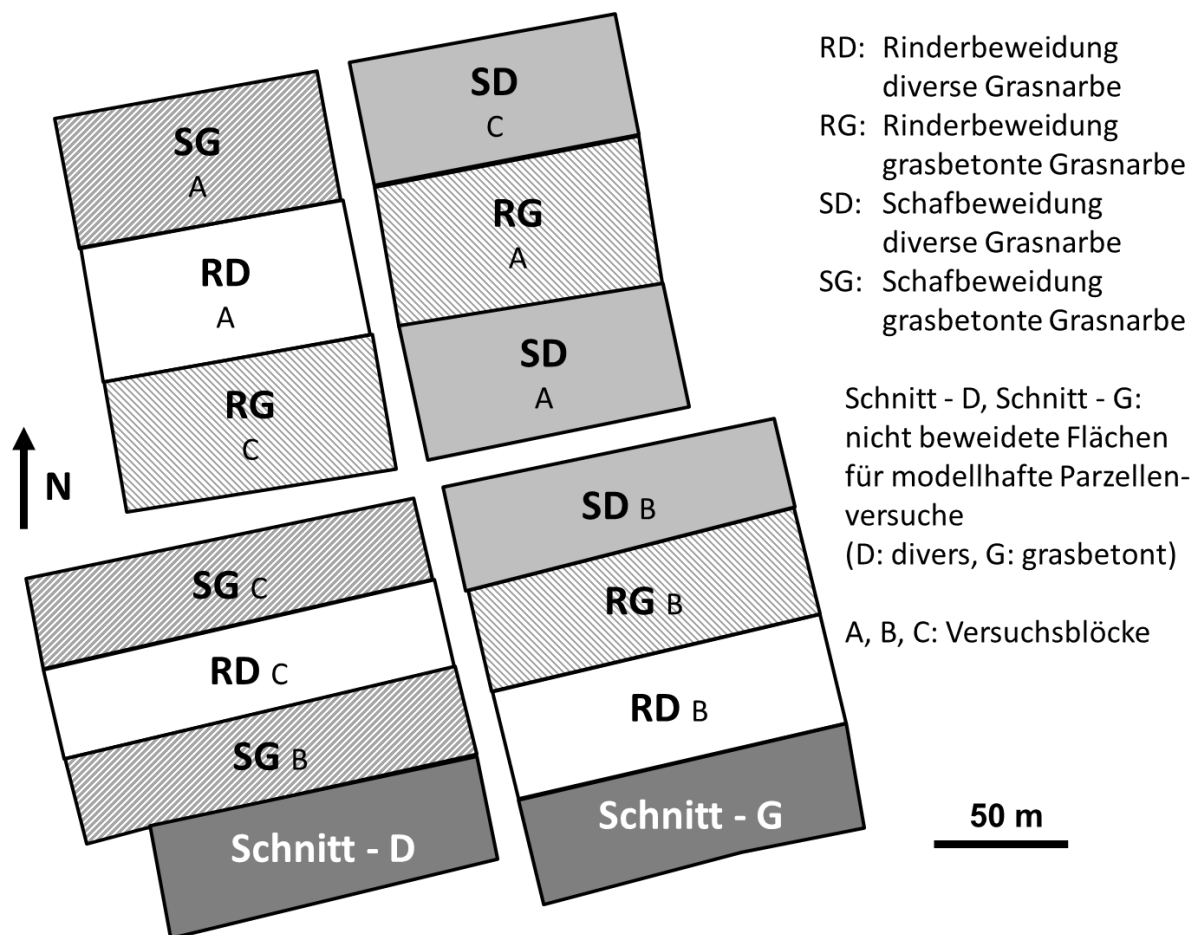 SG
A
RD
A
RG
C
SD
C
RG
A
SD
A
N
SG C
RD C
SG B
Schnitt - D
SD B
RG B
RD B
Schnitt - G
RD: Rinderbeweidung
diverse Grasnarbe
RG: Rinderbeweidung
grasbetonte Grasnarbe
SD: Schafbeweidung
diverse Grasnarbe
SG: Schafbeweidung
grasbetonte Grasnarbe
Schnitt - D, Schnitt - G:
nicht beweidete Flächen
für modellhafte Parzellen-
versuche
(D: divers, G: grasbetont)
A, B, C: Versuchsblöcke
50 m